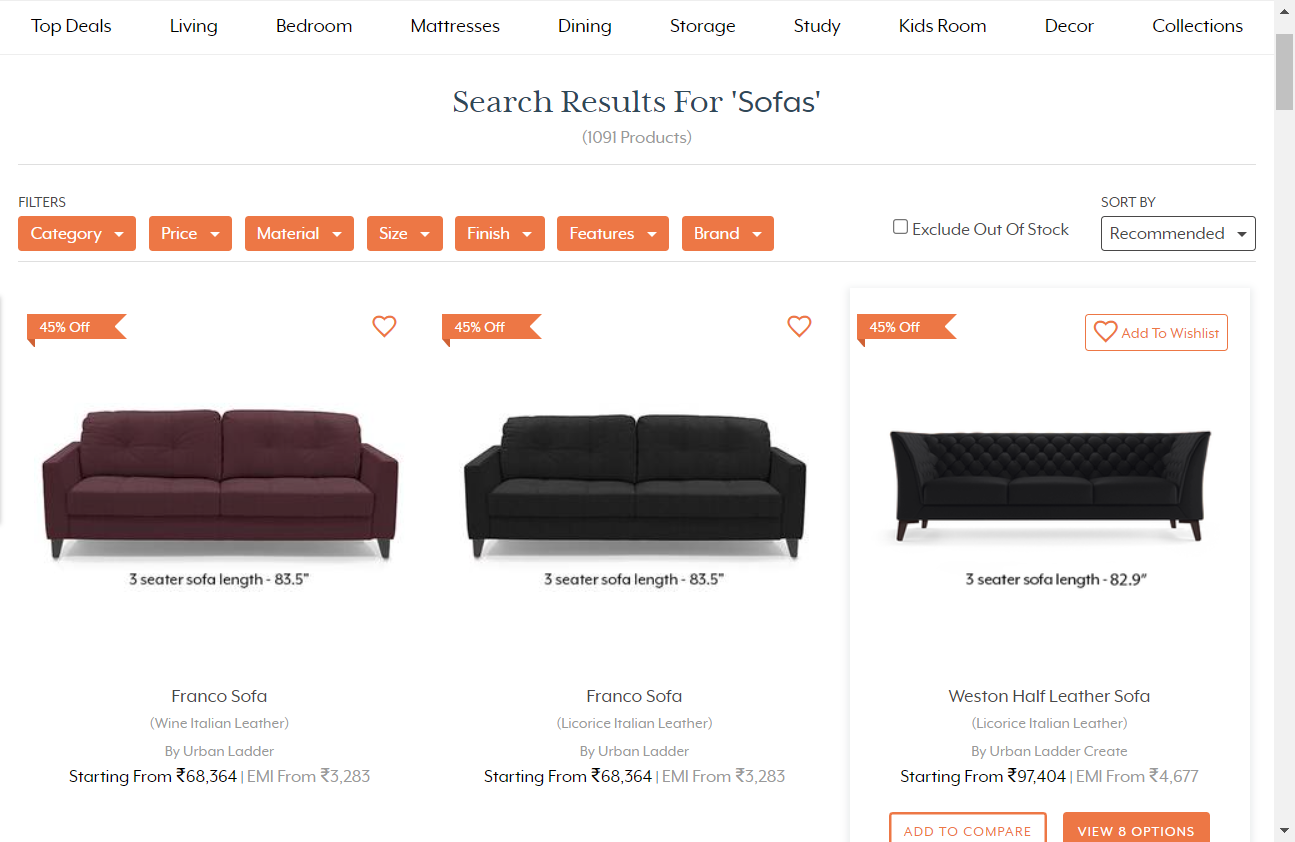 Top Deals Living Bedroom Mattresses Dining Storage Study Kids Room Decor Collections
Search Results For 'Sofas'
(1091 Products)
FILTERS
Category Price Material Size Finish Features Brand
Exclude Out Of Stock
SORT BY
Recommended
45% Off
3 seater sofa length - 83.5"
Franco Sofa
(Wine Italian Leather)
By Urban Ladder
Starting From ₹68,364 | EMI From ₹3,283
45% Off
3 seater sofa length - 83.5"
Franco Sofa
(Licorice Italian Leather)
By Urban Ladder
Starting From ₹68,364 | EMI From ₹3,283
45% Off
Add To Wishlist
3 seater sofa length - 82.9"
Weston Half Leather Sofa
(Licorice Italian Leather)
By Urban Ladder Create
Starting From ₹97,404 | EMI From ₹4,677
ADD TO COMPARE
VIEW 8 OPTIONS